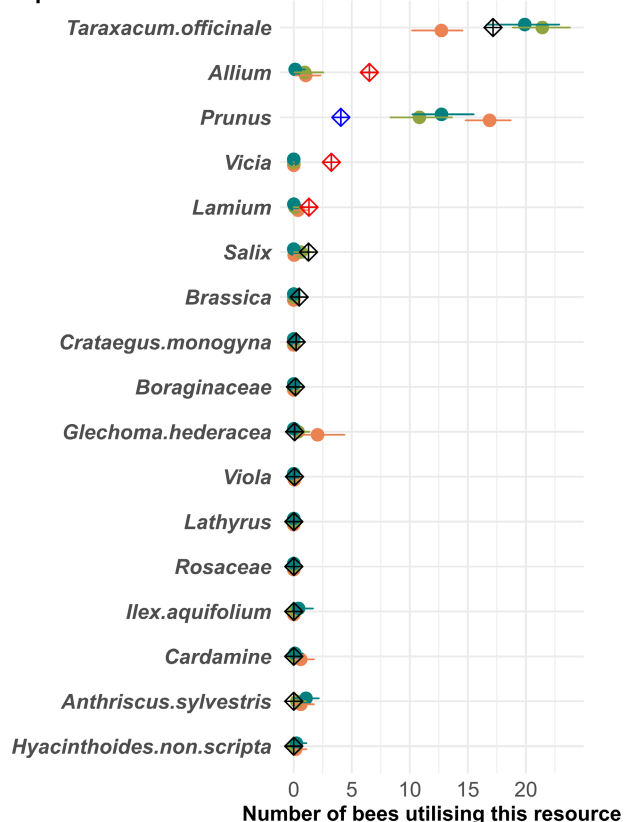 Taraxacum.officinale
Allium
Prunus
Vicia
Lamium
Salix
Brassica
Crataegus.monogyna
Boraginaceae
Glechoma.hederacea
Viola
Lathyrus
Rosaceae
Ilex.aquifolium
Cardamine
Anthriscus.sylvestris
Hyacinthoides.non.scripta
0 5 10 15 20
Number of bees utilising this resource